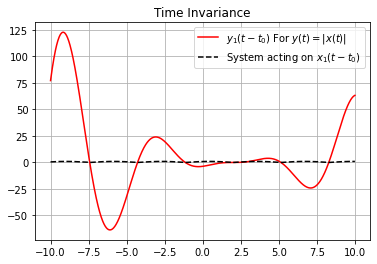 Time Invariance
y₁(t − t₀) For y(t) = |x(t)|
System acting on x₁(t − t₀)
125
100
75
50
25
0
−25
−50
−10.0 −7.5 −5.0 −2.5 0.0 2.5 5.0 7.5 10.0